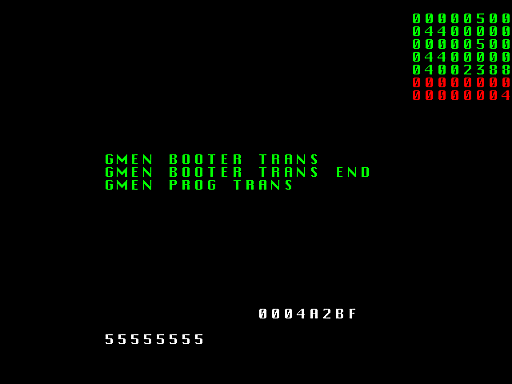 00000500
04400000
00000500
04400000
04002388
00000000
00000004
GMEN BOOTER TRANS
GMEN BOOTER TRANS END
GMEN PROG TRANS
0004A2BF
55555555